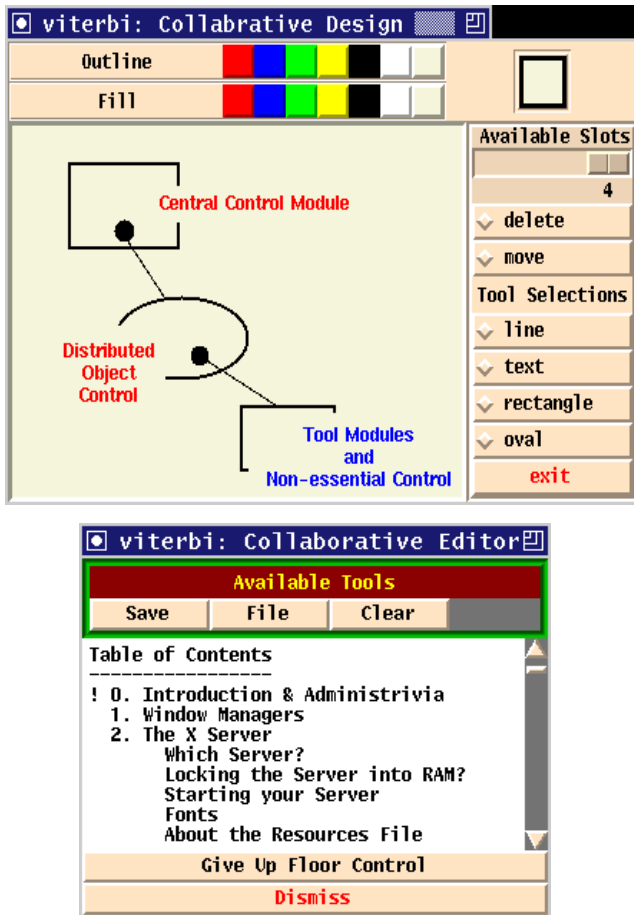 viterbi: Collabrative Design
Outline
Fill
Available Slots
4
delete
move
Tool Selections
line
text
rectangle
oval
exit
Central Control Module
Distributed
Object
Control
Tool Modules
and
Non-essential Control
viterbi: Collaborative Editor
Available Tools
Save File Clear
Table of Contents
-----------------
! 0. Introduction & Administrivia
1. Window Managers
2. The X Server
Which Server?
Locking the Server into RAM?
Starting your Server
Fonts
About the Resources File
Give Up Floor Control
Dismiss